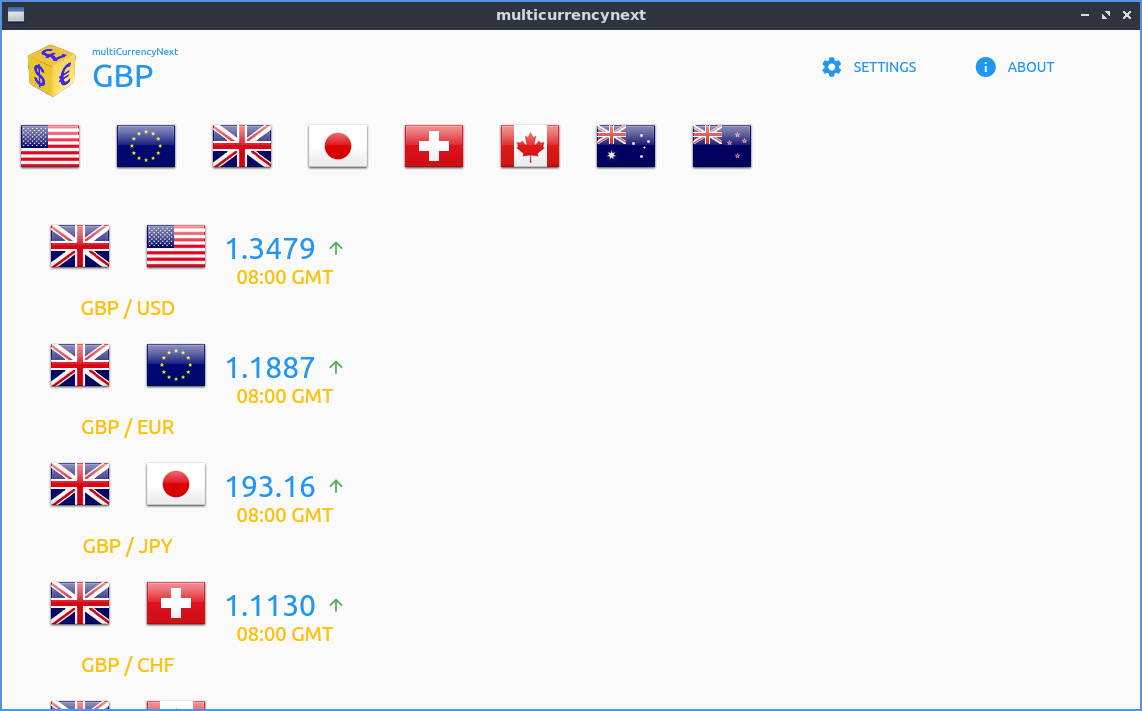 multicurrencynext
multiCurrencyNext
GBP
SETTINGS
ABOUT
1.3479
08:00 GMT
GBP / USD
1.1887
08:00 GMT
GBP / EUR
193.16
08:00 GMT
GBP / JPY
1.1130
08:00 GMT
GBP / CHF